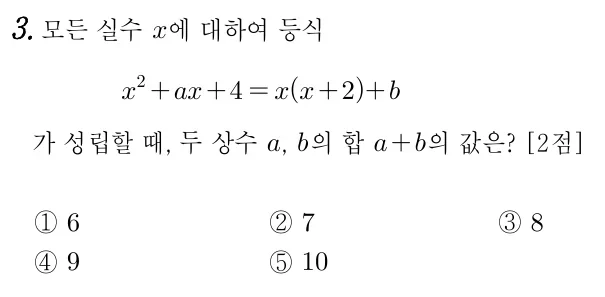 3. 모든 실수 x에 대하여 등식
x² + ax + 4 = x(x+2) + b
가 성립할 때, 두 상수 a, b의 합 a+b의 값은? [2점]
① 6 ② 7 ③ 8
④ 9 ⑤ 10